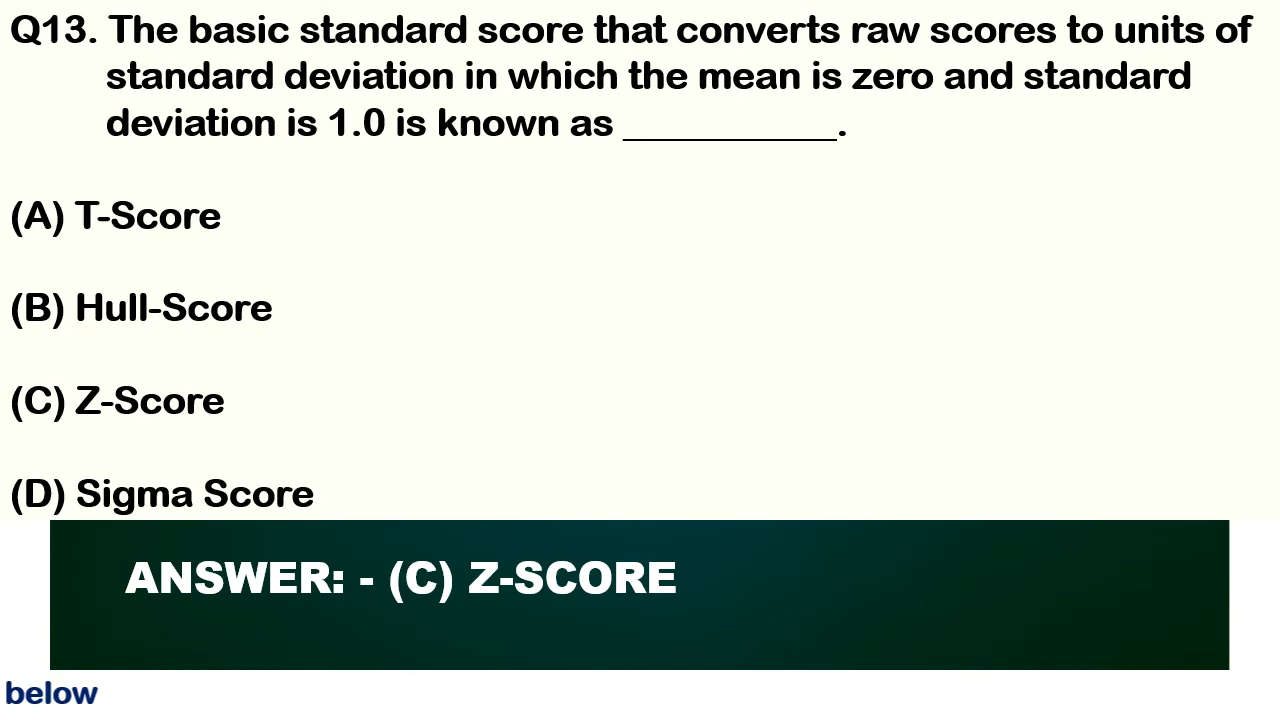 Q13. The basic standard score that converts raw scores to units of
standard deviation in which the mean is zero and standard
deviation is 1.0 is known as ___________.
(A) T-Score
(B) Hull-Score
(C) Z-Score
(D) Sigma Score
ANSWER: - (C) Z-SCORE
below